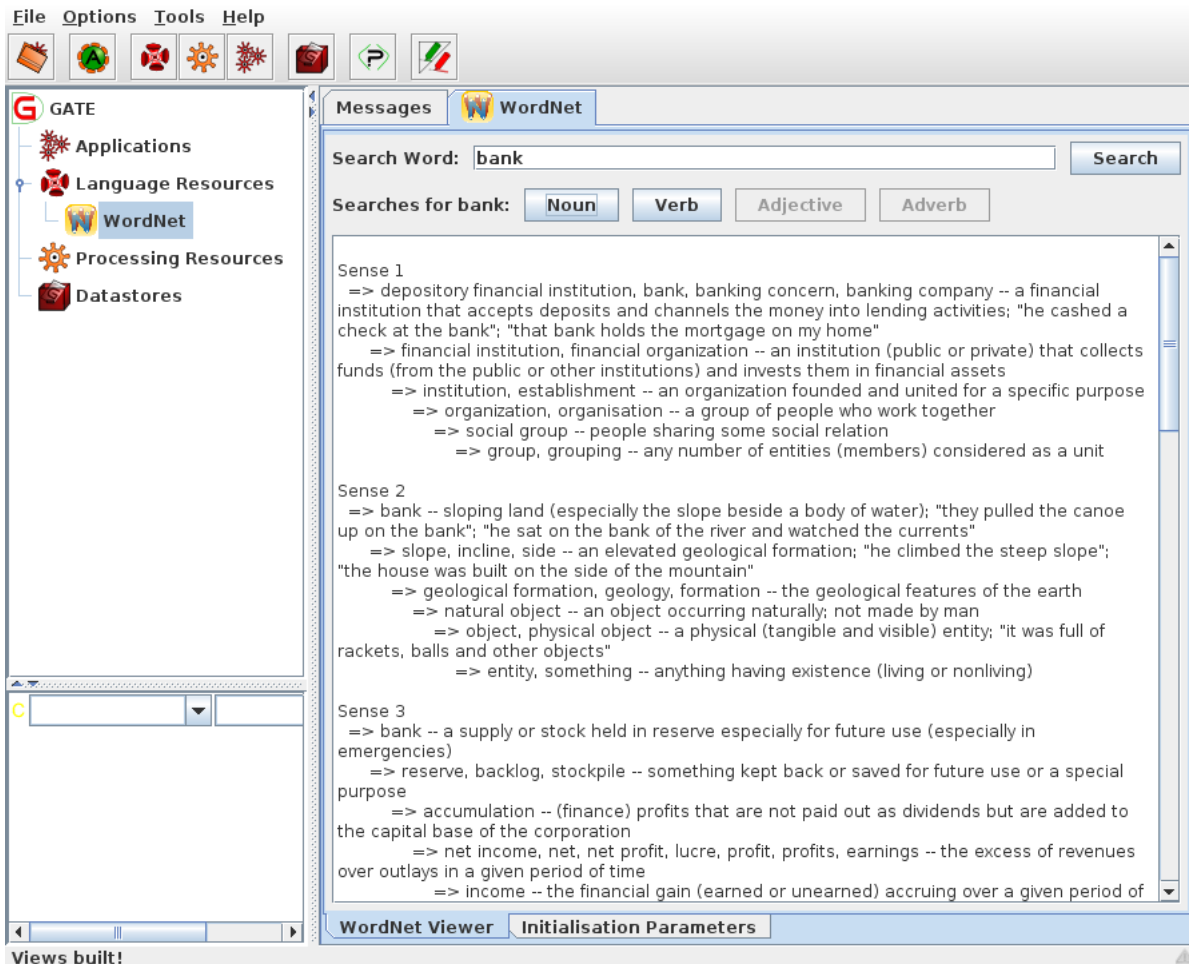 File Options Tools Help
GATE
Applications
Language Resources
WordNet
Processing Resources
Datastores
C
Messages WordNet
Search Word: bank Search
Searches for bank: Noun Verb Adjective Adverb
Sense 1
=> depository financial institution, bank, banking concern, banking company -- a financial
institution that accepts deposits and channels the money into lending activities; "he cashed a
check at the bank"; "that bank holds the mortgage on my home"
=> financial institution, financial organization -- an institution (public or private) that collects
funds (from the public or other institutions) and invests them in financial assets
=> institution, establishment -- an organization founded and united for a specific purpose
=> organization, organisation -- a group of people who work together
=> social group -- people sharing some social relation
=> group, grouping -- any number of entities (members) considered as a unit
Sense 2
=> bank -- sloping land (especially the slope beside a body of water); "they pulled the canoe
up on the bank"; "he sat on the bank of the river and watched the currents"
=> slope, incline, side -- an elevated geological formation; "he climbed the steep slope";
"the house was built on the side of the mountain"
=> geological formation, geology, formation -- the geological features of the earth
=> natural object -- an object occurring naturally; not made by man
=> object, physical object -- a physical (tangible and visible) entity; "it was full of
rackets, balls and other objects"
=> entity, something -- anything having existence (living or nonliving)
Sense 3
=> bank -- a supply or stock held in reserve especially for future use (especially in
emergencies)
=> reserve, backlog, stockpile -- something kept back or saved for future use or a special
purpose
=> accumulation -- (finance) profits that are not paid out as dividends but are added to
the capital base of the corporation
=> net income, net, net profit, lucre, profit, profits, earnings -- the excess of revenues
over outlays in a given period of time
=> income -- the financial gain (earned or unearned) accruing over a given period of
WordNet Viewer Initialisation Parameters
Views built!